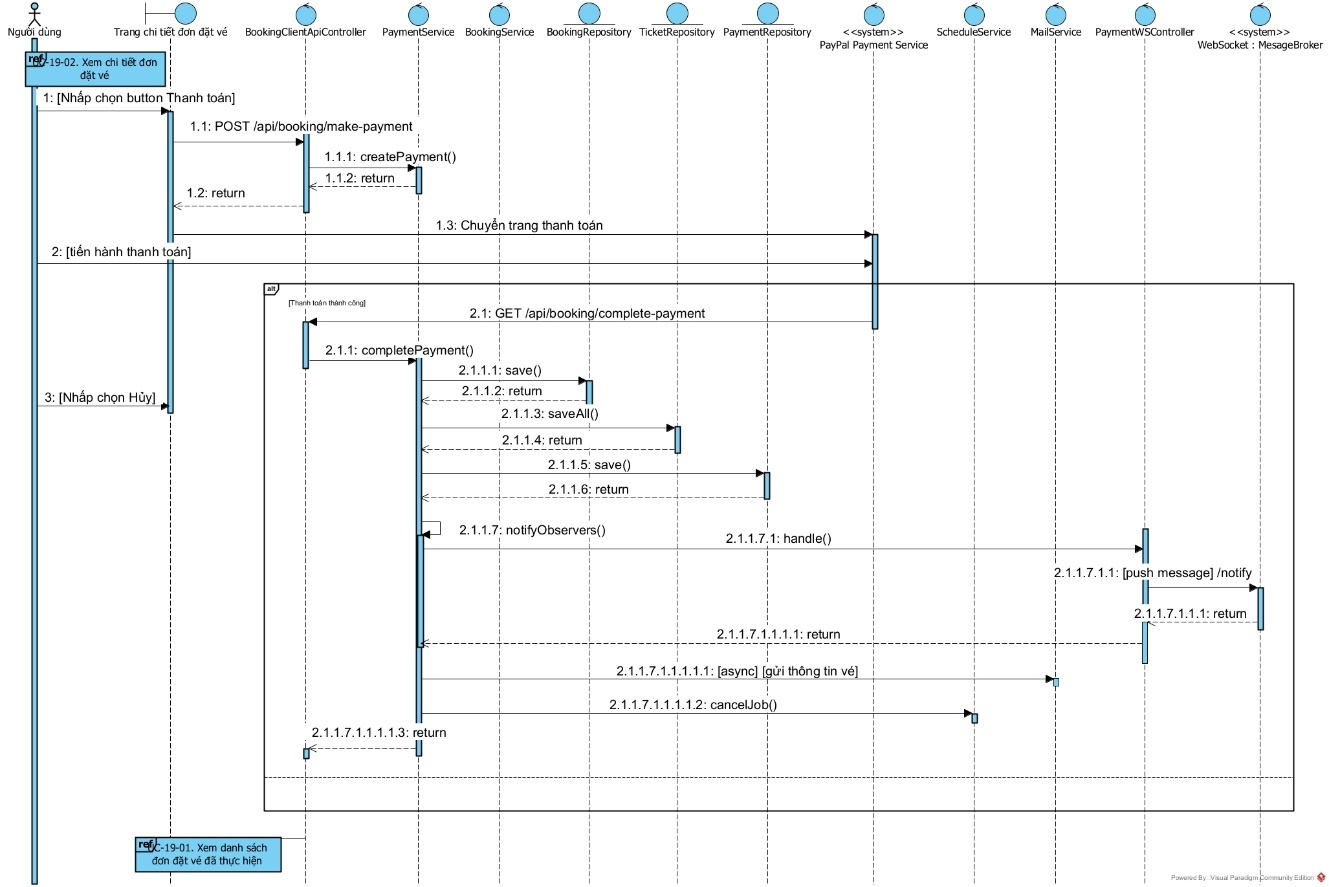 Người dùng
Trang chi tiết đơn đặt vé
BookingClientApiController
PaymentService
BookingService
BookingRepository
TicketRepository
PaymentRepository
<<system>>
PayPal Payment Service
ScheduleService
MailService
PaymentWSController
<<system>>
WebSocket : MesageBroker
ref
C-19-02. Xem chi tiết đơn
đặt vé
1: [Nhấp chọn button Thanh toán]
1.1: POST /api/booking/make-payment
1.1.1: createPayment()
1.1.2: return
1.2: return
1.3: Chuyển trang thanh toán
2: [tiến hành thanh toán]
alt
[Thanh toán thành công]
2.1: GET /api/booking/complete-payment
2.1.1: completePayment()
2.1.1.1: save()
2.1.1.2: return
3: [Nhấp chọn Hủy]
2.1.1.3: saveAll()
2.1.1.4: return
2.1.1.5: save()
2.1.1.6: return
2.1.1.7: notifyObservers()
2.1.1.7.1: handle()
2.1.1.7.1.1: [push message] /notify
2.1.1.7.1.1.1: return
2.1.1.7.1.1.1.1: return
2.1.1.7.1.1.1.1.1: [async] [gửi thông tin vé]
2.1.1.7.1.1.1.1.2: cancelJob()
2.1.1.7.1.1.1.1.3: return
ref
C-19-01. Xem danh sách
đơn đặt vé đã thực hiện
Powered By: Visual Paradigm Community Edition